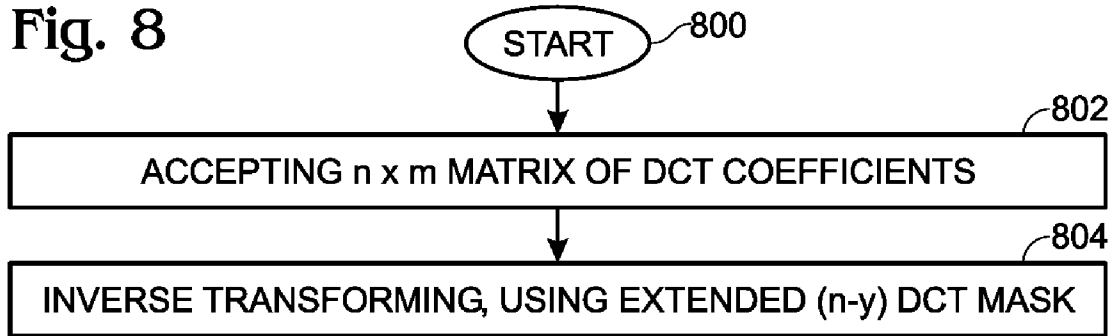 Fig. 8
START
800
802
ACCEPTING n x m MATRIX OF DCT COEFFICIENTS
804
INVERSE TRANSFORMING, USING EXTENDED (n-y) DCT MASK